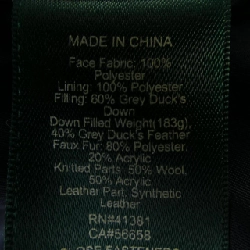 MADE IN CHINA
Face Fabric: 100%
Polyester
Lining: 100% Polyester
Filling: 60% Grey Duck's
Down
Down Filled Weight(183g),
40% Grey Duck's Feather
Faux Fur: 80% Polyester,
20% Acrylic
Knitted Parts: 50% Wool,
50% Acrylic
Leather Part: Synthetic
Leather
RN#41381
CA#56658
CLOSE FASTENERS